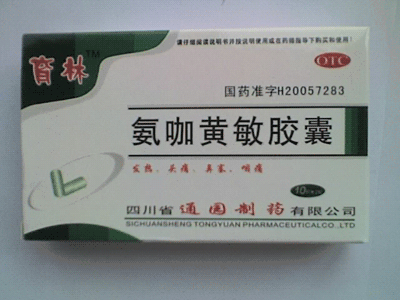 请仔细阅读说明书并按说明使用或在药师指导下购买和使用
育林™
OTC
国药准字H20057283
氨咖黄敏胶囊
发热、头痛、鼻塞、咽痛
四川省通园制药有限公司
SICHUANSHENG TONGYUAN PHARMACEUTICALCO.,LTD